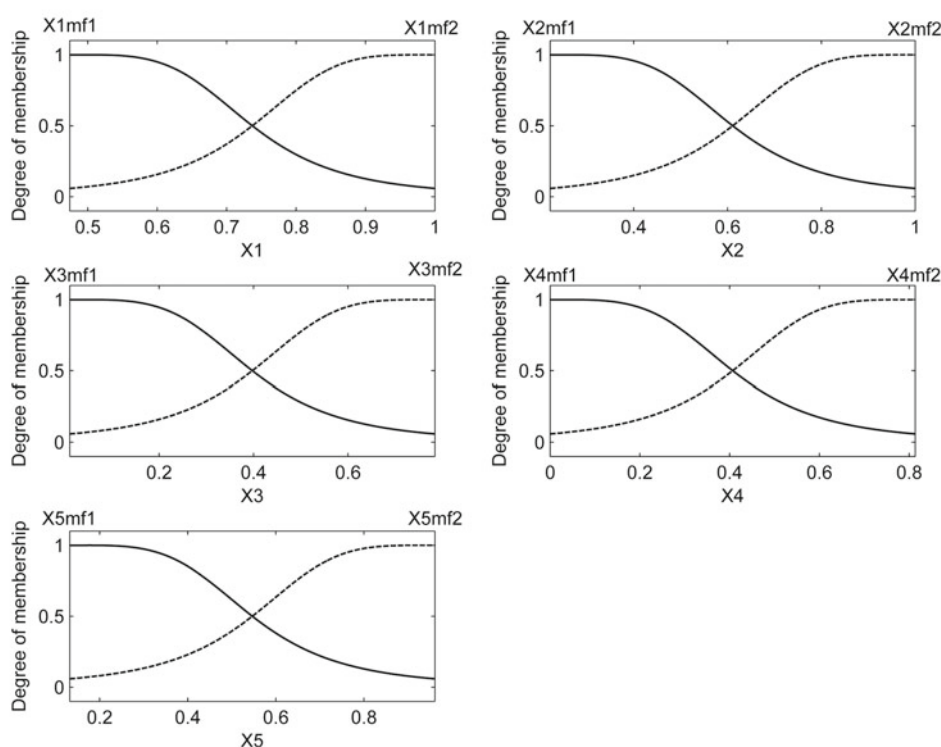 X1mf1 X1mf2
Degree of membership
1
0.5
0
0.5 0.6 0.7 0.8 0.9 1
X1
X2mf1 X2mf2
Degree of membership
1
0.5
0
0.4 0.6 0.8 1
X2
X3mf1 X3mf2
Degree of membership
1
0.5
0
0.2 0.4 0.6
X3
X4mf1 X4mf2
Degree of membership
1
0.5
0
0 0.2 0.4 0.6 0.8
X4
X5mf1 X5mf2
Degree of membership
1
0.5
0
0.2 0.4 0.6 0.8
X5